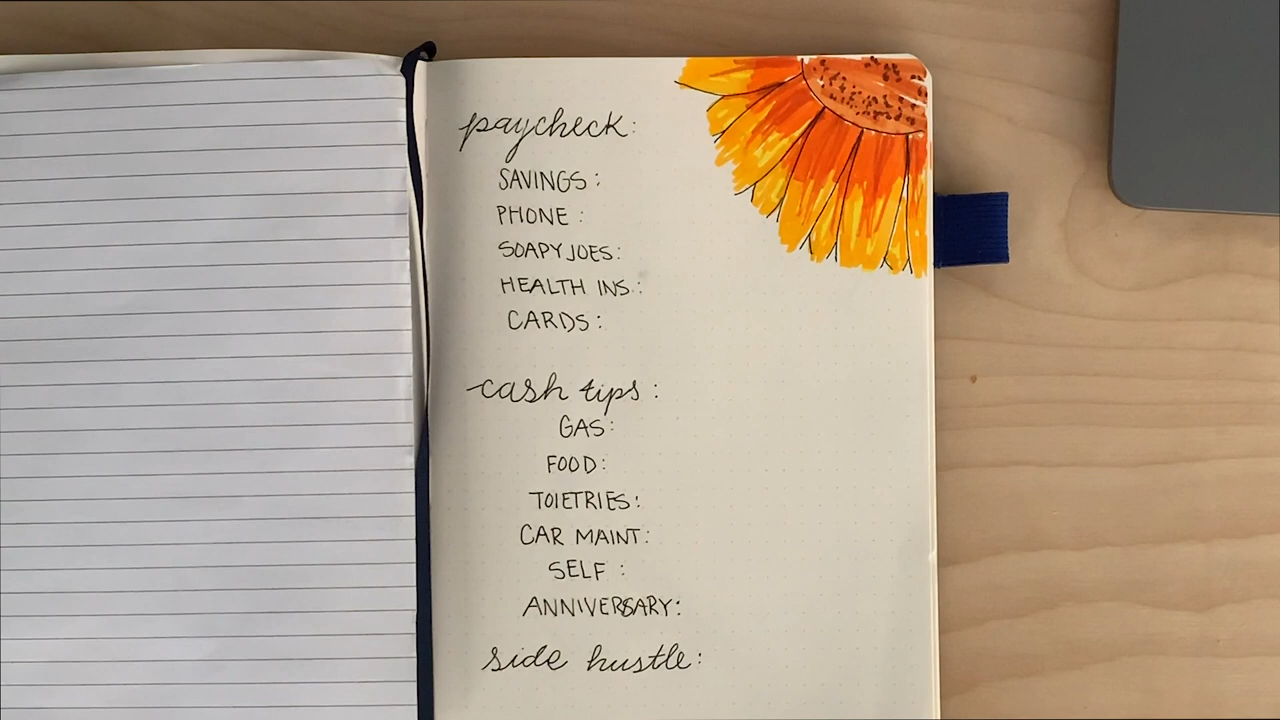 paycheck:
SAVINGS:
PHONE:
SOAPY JOES:
HEALTH INS:
CARDS:
cash tips:
GAS:
FOOD:
TOIETRIES:
CAR MAINT:
SELF:
ANNIVERSARY:
side hustle: